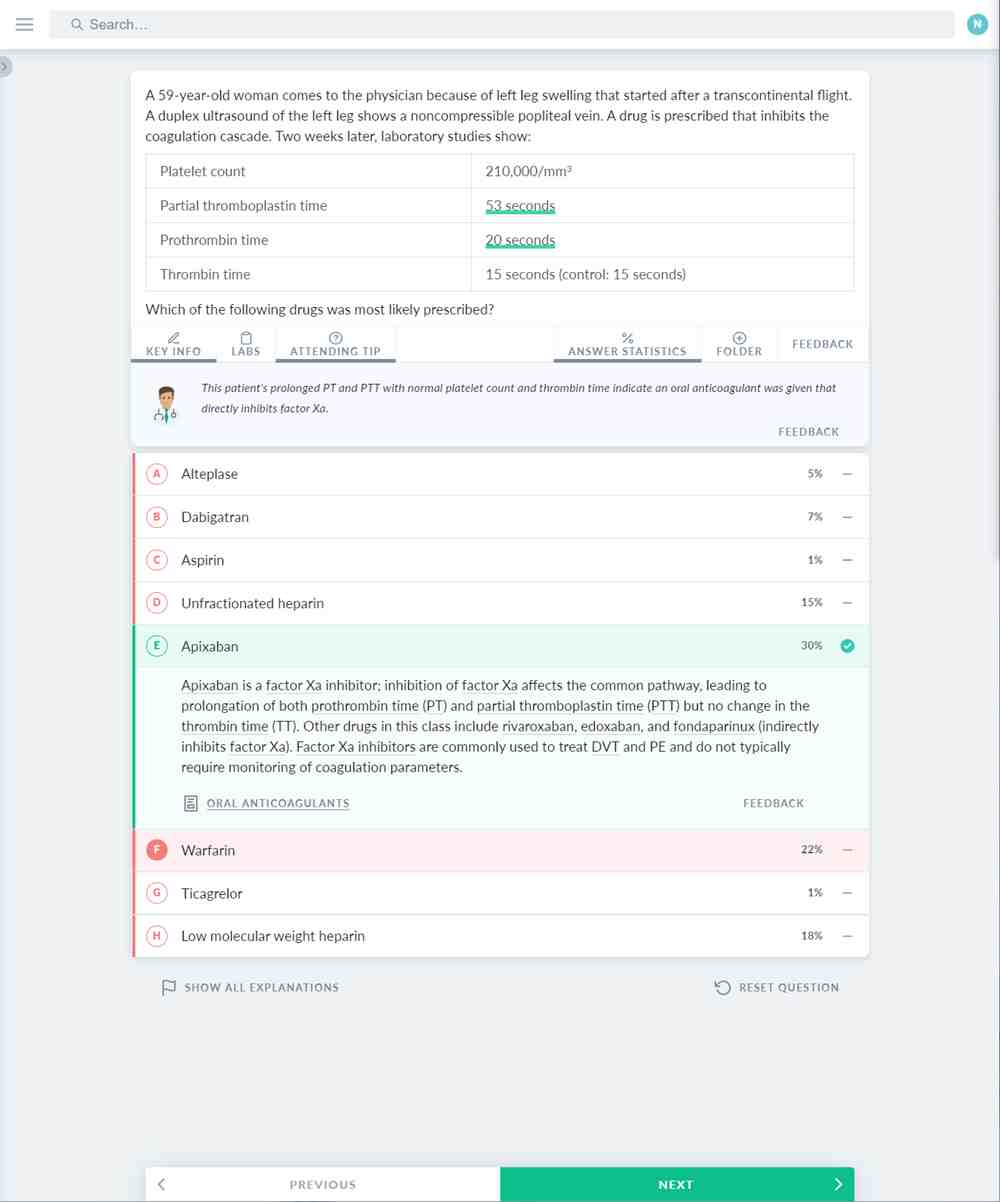 Search...
N
A 59-year-old woman comes to the physician because of left leg swelling that started after a transcontinental flight.
A duplex ultrasound of the left leg shows a noncompressible popliteal vein. A drug is prescribed that inhibits the
coagulation cascade. Two weeks later, laboratory studies show:
Platelet count 210,000/mm³
Partial thromboplastin time 53 seconds
Prothrombin time 20 seconds
Thrombin time 15 seconds (control: 15 seconds)
Which of the following drugs was most likely prescribed?
KEY INFO LABS ATTENDING TIP ANSWER STATISTICS FOLDER FEEDBACK
This patient's prolonged PT and PTT with normal platelet count and thrombin time indicate an oral anticoagulant was given that
directly inhibits factor Xa.
FEEDBACK
A Alteplase 5%
B Dabigatran 7%
C Aspirin 1%
D Unfractionated heparin 15%
E Apixaban 30%
Apixaban is a factor Xa inhibitor; inhibition of factor Xa affects the common pathway, leading to
prolongation of both prothrombin time (PT) and partial thromboplastin time (PTT) but no change in the
thrombin time (TT). Other drugs in this class include rivaroxaban, edoxaban, and fondaparinux (indirectly
inhibits factor Xa). Factor Xa inhibitors are commonly used to treat DVT and PE and do not typically
require monitoring of coagulation parameters.
ORAL ANTICOAGULANTS FEEDBACK
F Warfarin 22%
G Ticagrelor 1%
H Low molecular weight heparin 18%
SHOW ALL EXPLANATIONS RESET QUESTION
PREVIOUS NEXT